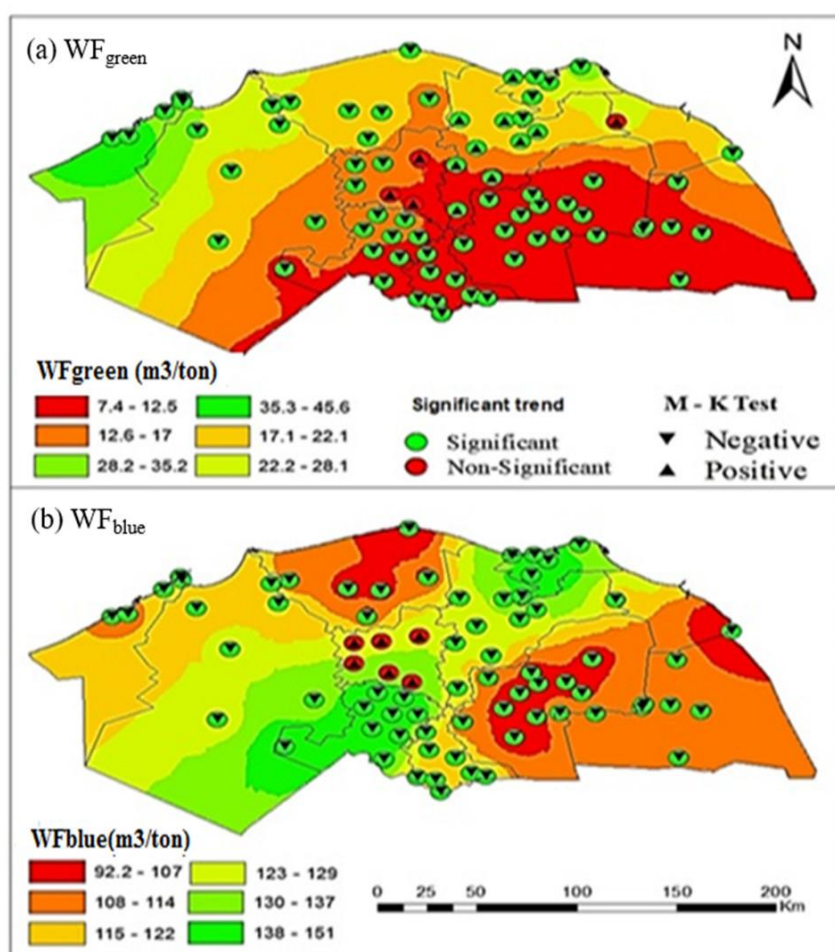 (a) WFgreen
N
WFgreen (m3/ton)
7.4 - 12.5
35.3 - 45.6
12.6 - 17
17.1 - 22.1
28.2 - 35.2
22.2 - 28.1
Significant trend
Significant
Non-Significant
M - K Test
Negative
Positive
(b) WFblue
WFblue(m3/ton)
92.2 - 107
123 - 129
108 - 114
130 - 137
115 - 122
138 - 151
0 25 50 100 150 200
Km